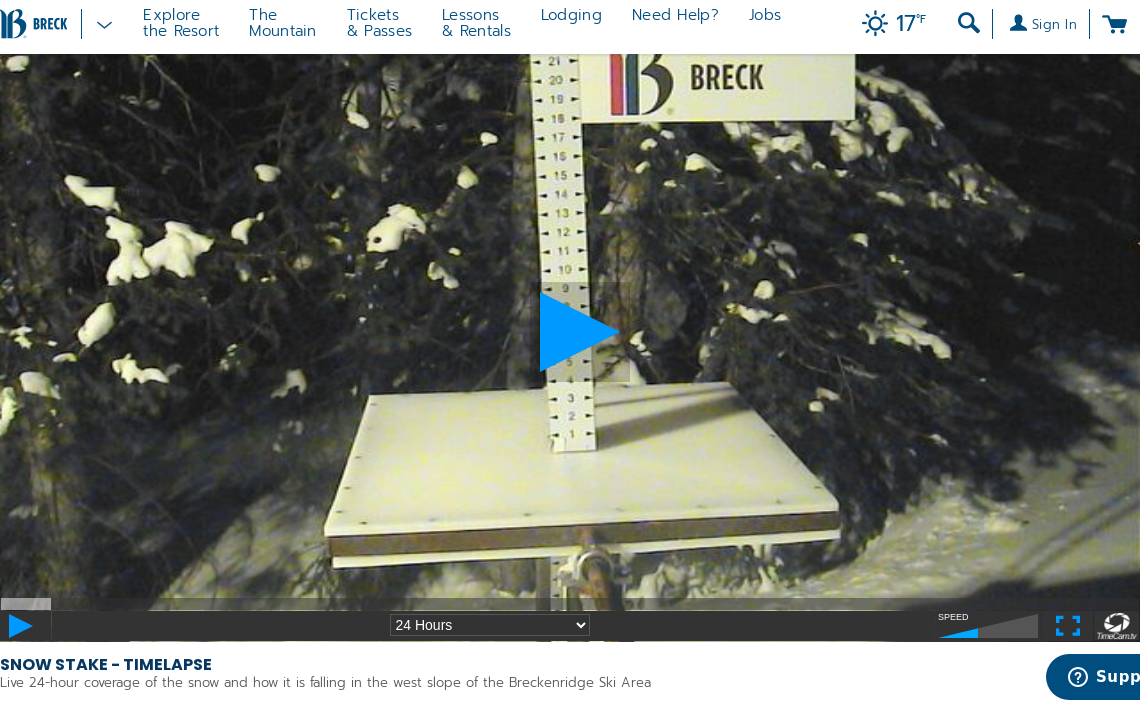 BRECK
Explore
the Resort
The
Mountain
Tickets
& Passes
Lessons
& Rentals
Lodging
Need Help?
Jobs
17°F
Sign In
BRECK
21
20
19
18
17
16
15
14
13
12
11
10
9
5
4
3
2
1
24 Hours
SPEED
TimeCam.tv
SNOW STAKE - TIMELAPSE
Live 24-hour coverage of the snow and how it is falling in the west slope of the Breckenridge Ski Area
Supp